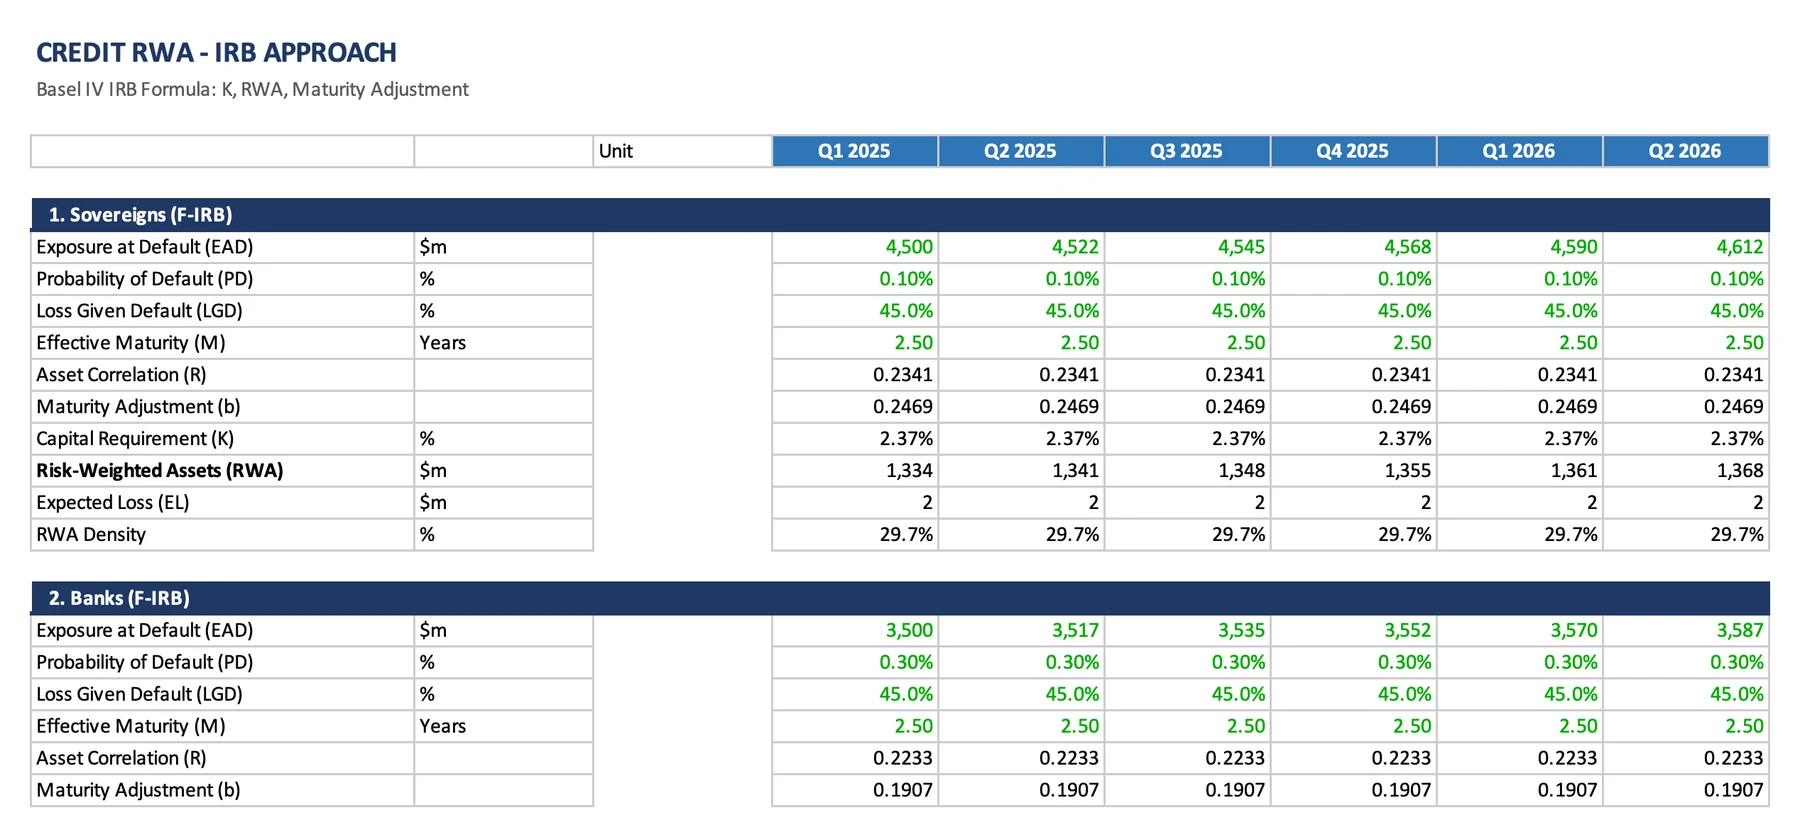 CREDIT RWA - IRB APPROACH
Basel IV IRB Formula: K, RWA, Maturity Adjustment
Unit Q1 2025 Q2 2025 Q3 2025 Q4 2025 Q1 2026 Q2 2026
1. Sovereigns (F-IRB)
Exposure at Default (EAD) $m 4,500 4,522 4,545 4,568 4,590 4,612
Probability of Default (PD) % 0.10% 0.10% 0.10% 0.10% 0.10% 0.10%
Loss Given Default (LGD) % 45.0% 45.0% 45.0% 45.0% 45.0% 45.0%
Effective Maturity (M) Years 2.50 2.50 2.50 2.50 2.50 2.50
Asset Correlation (R) 0.2341 0.2341 0.2341 0.2341 0.2341 0.2341
Maturity Adjustment (b) 0.2469 0.2469 0.2469 0.2469 0.2469 0.2469
Capital Requirement (K) % 2.37% 2.37% 2.37% 2.37% 2.37% 2.37%
Risk-Weighted Assets (RWA) $m 1,334 1,341 1,348 1,355 1,361 1,368
Expected Loss (EL) $m 2 2 2 2 2 2
RWA Density % 29.7% 29.7% 29.7% 29.7% 29.7% 29.7%
2. Banks (F-IRB)
Exposure at Default (EAD) $m 3,500 3,517 3,535 3,552 3,570 3,587
Probability of Default (PD) % 0.30% 0.30% 0.30% 0.30% 0.30% 0.30%
Loss Given Default (LGD) % 45.0% 45.0% 45.0% 45.0% 45.0% 45.0%
Effective Maturity (M) Years 2.50 2.50 2.50 2.50 2.50 2.50
Asset Correlation (R) 0.2233 0.2233 0.2233 0.2233 0.2233 0.2233
Maturity Adjustment (b) 0.1907 0.1907 0.1907 0.1907 0.1907 0.1907